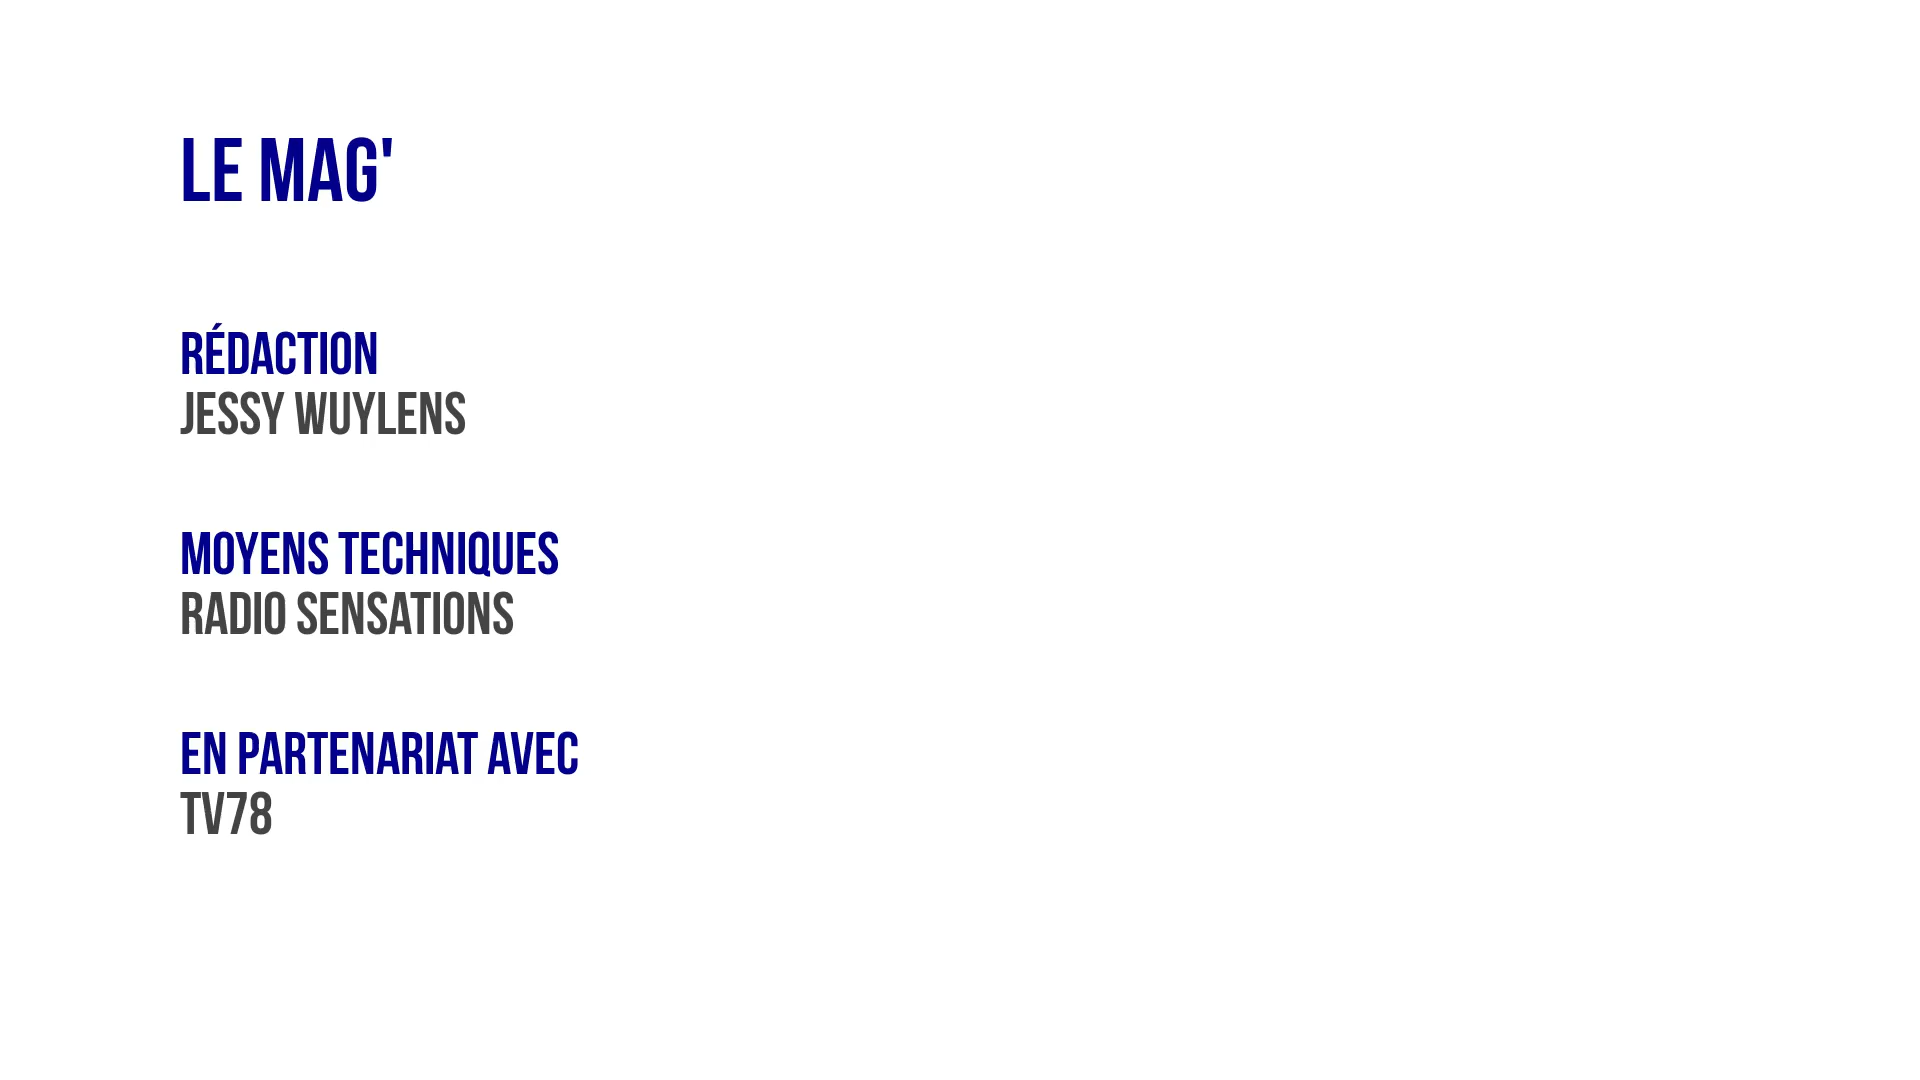 LE MAG'
RÉDACTION
JESSY WUYLENS
MOYENS TECHNIQUES
RADIO SENSATIONS
EN PARTENARIAT AVEC
TV78